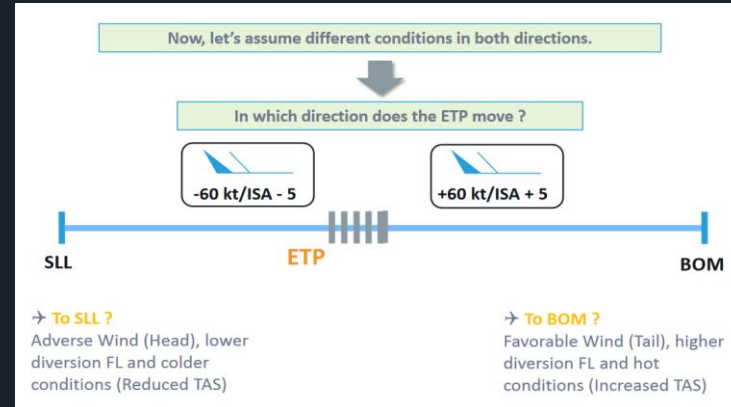 Now, let's assume different conditions in both directions.
In which direction does the ETP move ?
-60 kt/ISA - 5
+60 kt/ISA + 5
SLL
ETP
BOM
To SLL ?
Adverse Wind (Head), lower
diversion FL and colder
conditions (Reduced TAS)
To BOM ?
Favorable Wind (Tail), higher
diversion FL and hot
conditions (Increased TAS)